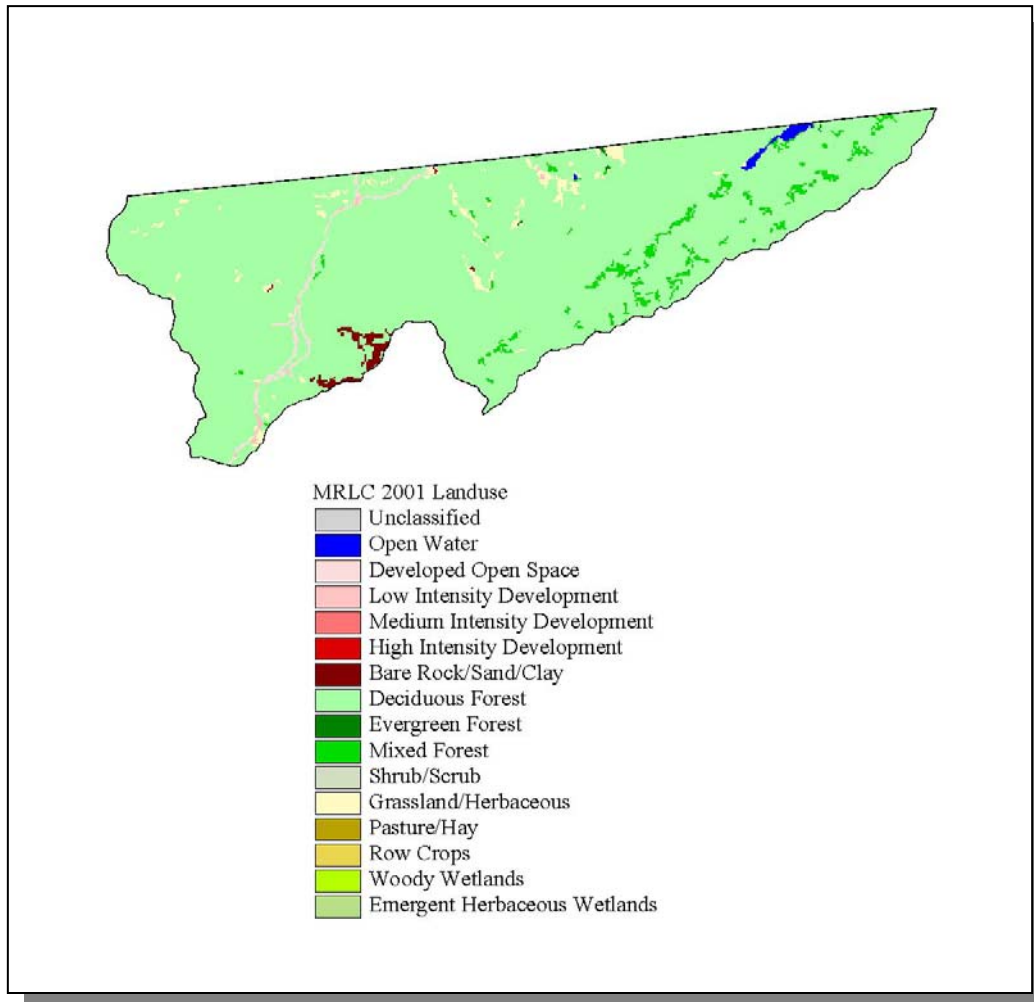 MRLC 2001 Landuse
Unclassified
Open Water
Developed Open Space
Low Intensity Development
Medium Intensity Development
High Intensity Development
Bare Rock/Sand/Clay
Deciduous Forest
Evergreen Forest
Mixed Forest
Shrub/Scrub
Grassland/Herbaceous
Pasture/Hay
Row Crops
Woody Wetlands
Emergent Herbaceous Wetlands